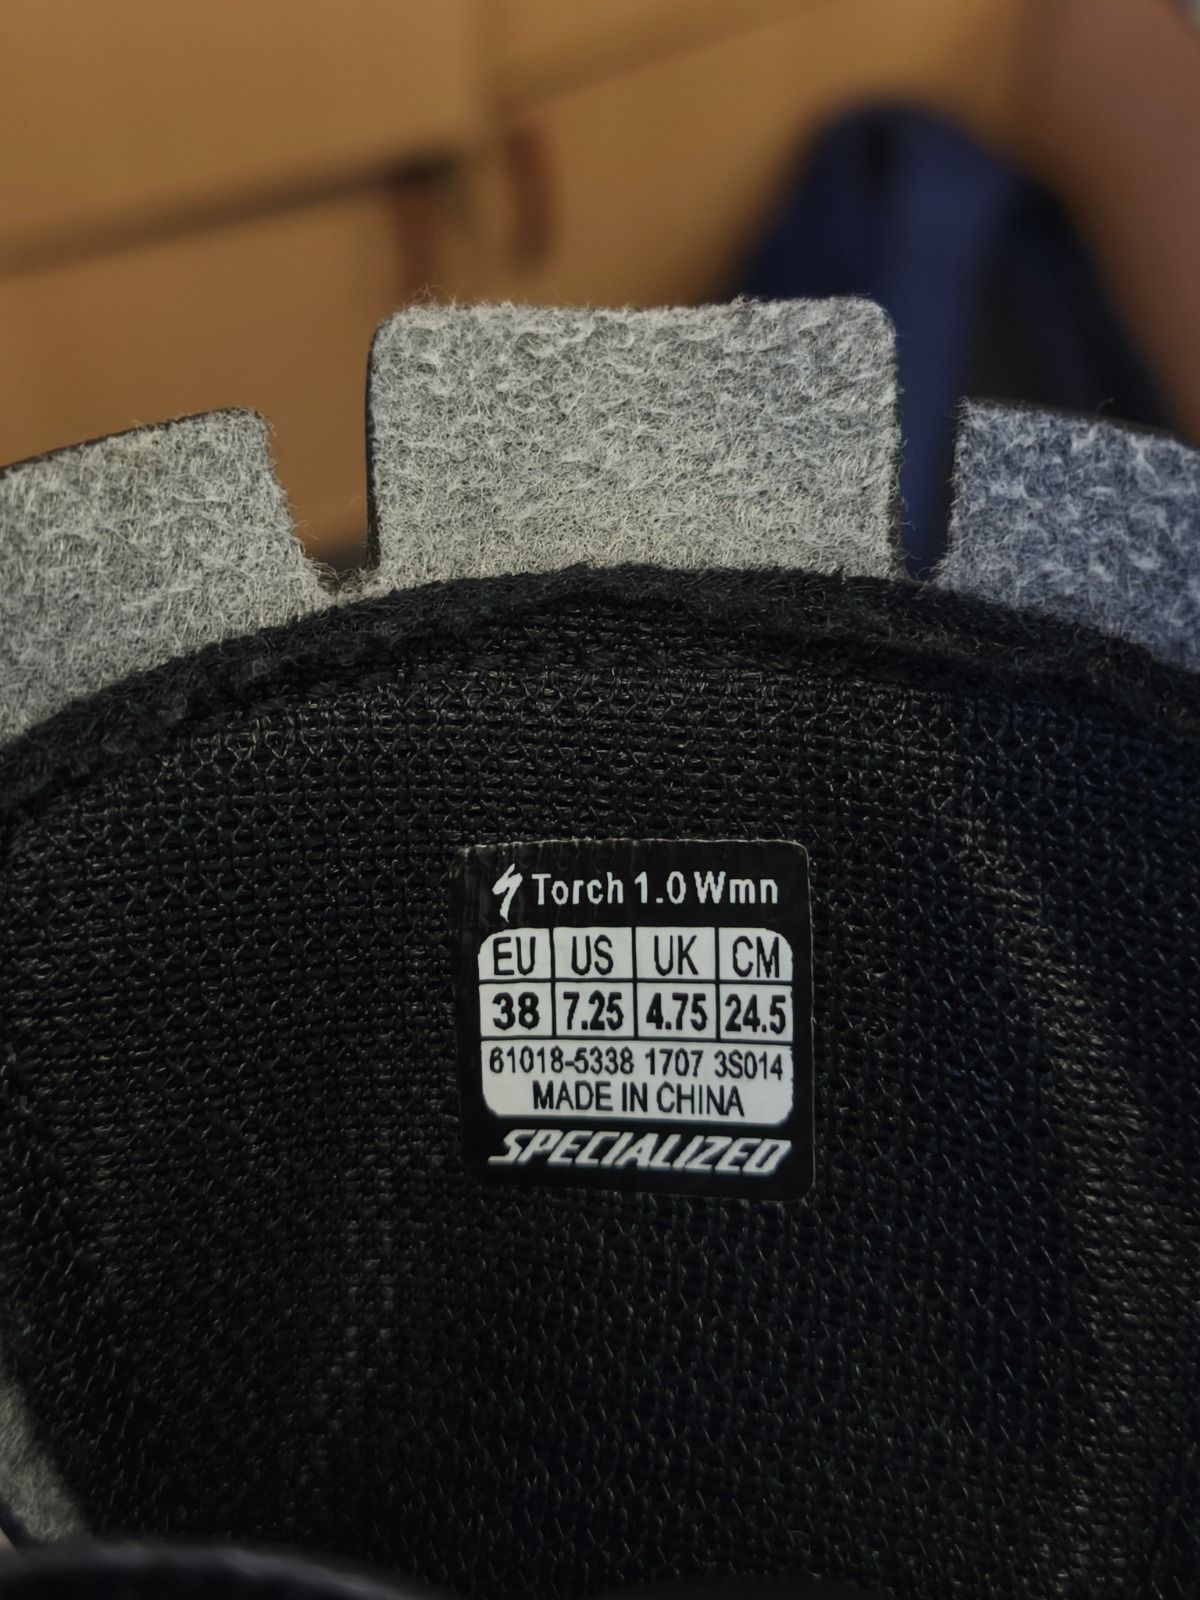 Torch 1.0 Wmn
EU US UK CM
38 7.25 4.75 24.5
61018-5338 1707 3S014
MADE IN CHINA
SPECIALIZED